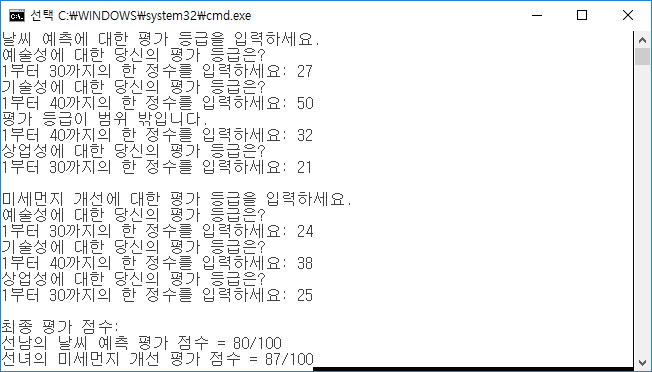 선택 C:₩WINDOWS₩system32₩cmd.exe
날씨 예측에 대한 평가 등급을 입력하세요.
예술성에 대한 당신의 평가 등급은?
1부터 30까지의 한 정수를 입력하세요: 27
기술성에 대한 당신의 평가 등급은?
1부터 40까지의 한 정수를 입력하세요: 50
평가 등급이 범위 밖입니다.
1부터 40까지의 한 정수를 입력하세요: 32
상업성에 대한 당신의 평가 등급은?
1부터 30까지의 한 정수를 입력하세요: 21
미세먼지 개선에 대한 평가 등급을 입력하세요.
예술성에 대한 당신의 평가 등급은?
1부터 30까지의 한 정수를 입력하세요: 24
기술성에 대한 당신의 평가 등급은?
1부터 40까지의 한 정수를 입력하세요: 38
상업성에 대한 당신의 평가 등급은?
1부터 30까지의 한 정수를 입력하세요: 25
최종 평가 점수:
선남의 날씨 예측 평가 점수 = 80/100
선녀의 미세먼지 개선 평가 점수 = 87/100